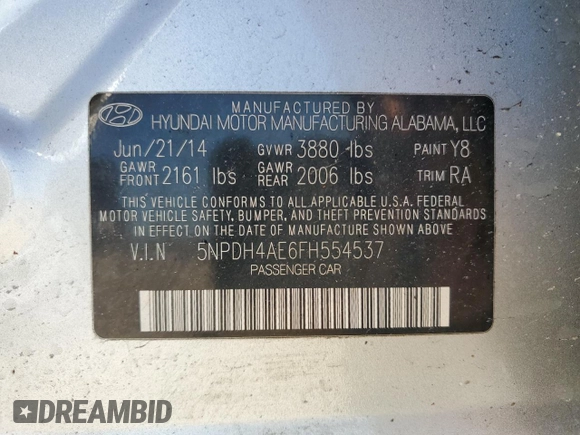 MANUFACTURED BY
HYUNDAI MOTOR MANUFACTURING ALABAMA, LLC
Jun/21/14 GVWR 3880 lbs PAINT Y8
GAWR FRONT 2161 lbs GAWR REAR 2006 lbs TRIM RA
THIS VEHICLE CONFORMS TO ALL APPLICABLE U.S.A. FEDERAL
MOTOR VEHICLE SAFETY, BUMPER, AND THEFT PREVENTION STANDARDS
IN EFFECT ON THE DATE OF MANUFACTURE SHOWN ABOVE.
V.I.N 5NPDH4AE6FH554537
PASSENGER CAR
DREAMBID